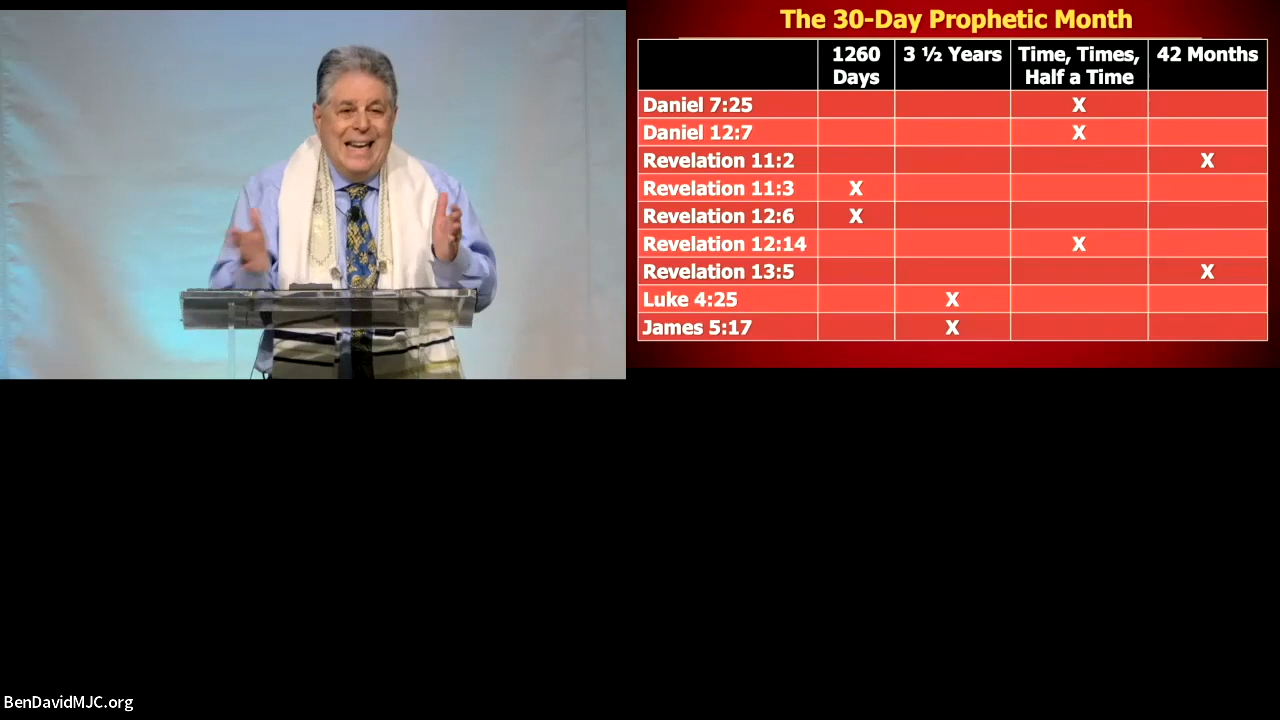 The 30-Day Prophetic Month
1260 Days 3 ½ Years Time, Times, Half a Time 42 Months
Daniel 7:25 X
Daniel 12:7 X
Revelation 11:2 X
Revelation 11:3 X
Revelation 12:6 X
Revelation 12:14 X
Revelation 13:5 X
Luke 4:25 X
James 5:17 X
BenDavidMJC.org